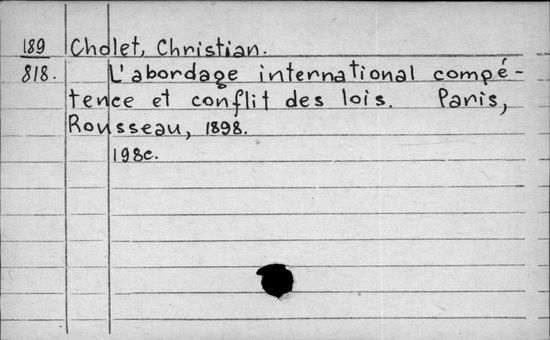 189 Cholet, Christian.
818. L'abordage international compé-
tence et conflit des lois. Paris,
Rousseau, 1898.
198c.